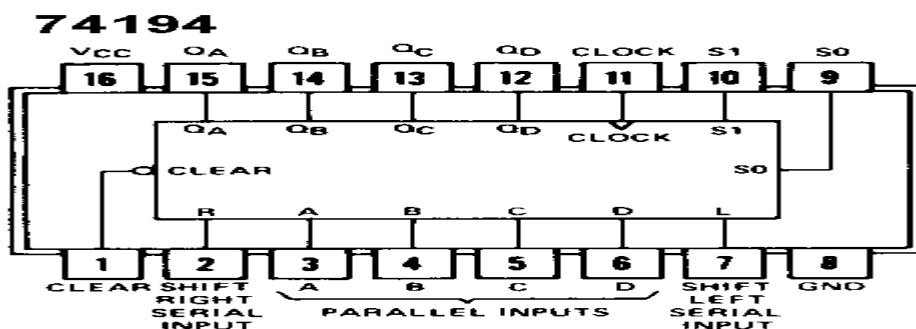 74194
VCC QA QB QC QD CLOCK S1 S0
16 15 14 13 12 11 10 9
QA QB QC QD CLOCK S1
CLEAR S0
R A B C D L
1 2 3 4 5 6 7 8
CLEAR SHIFT RIGHT SERIAL INPUT A B C D SHIFT LEFT SERIAL INPUT GND
PARALLEL INPUTS